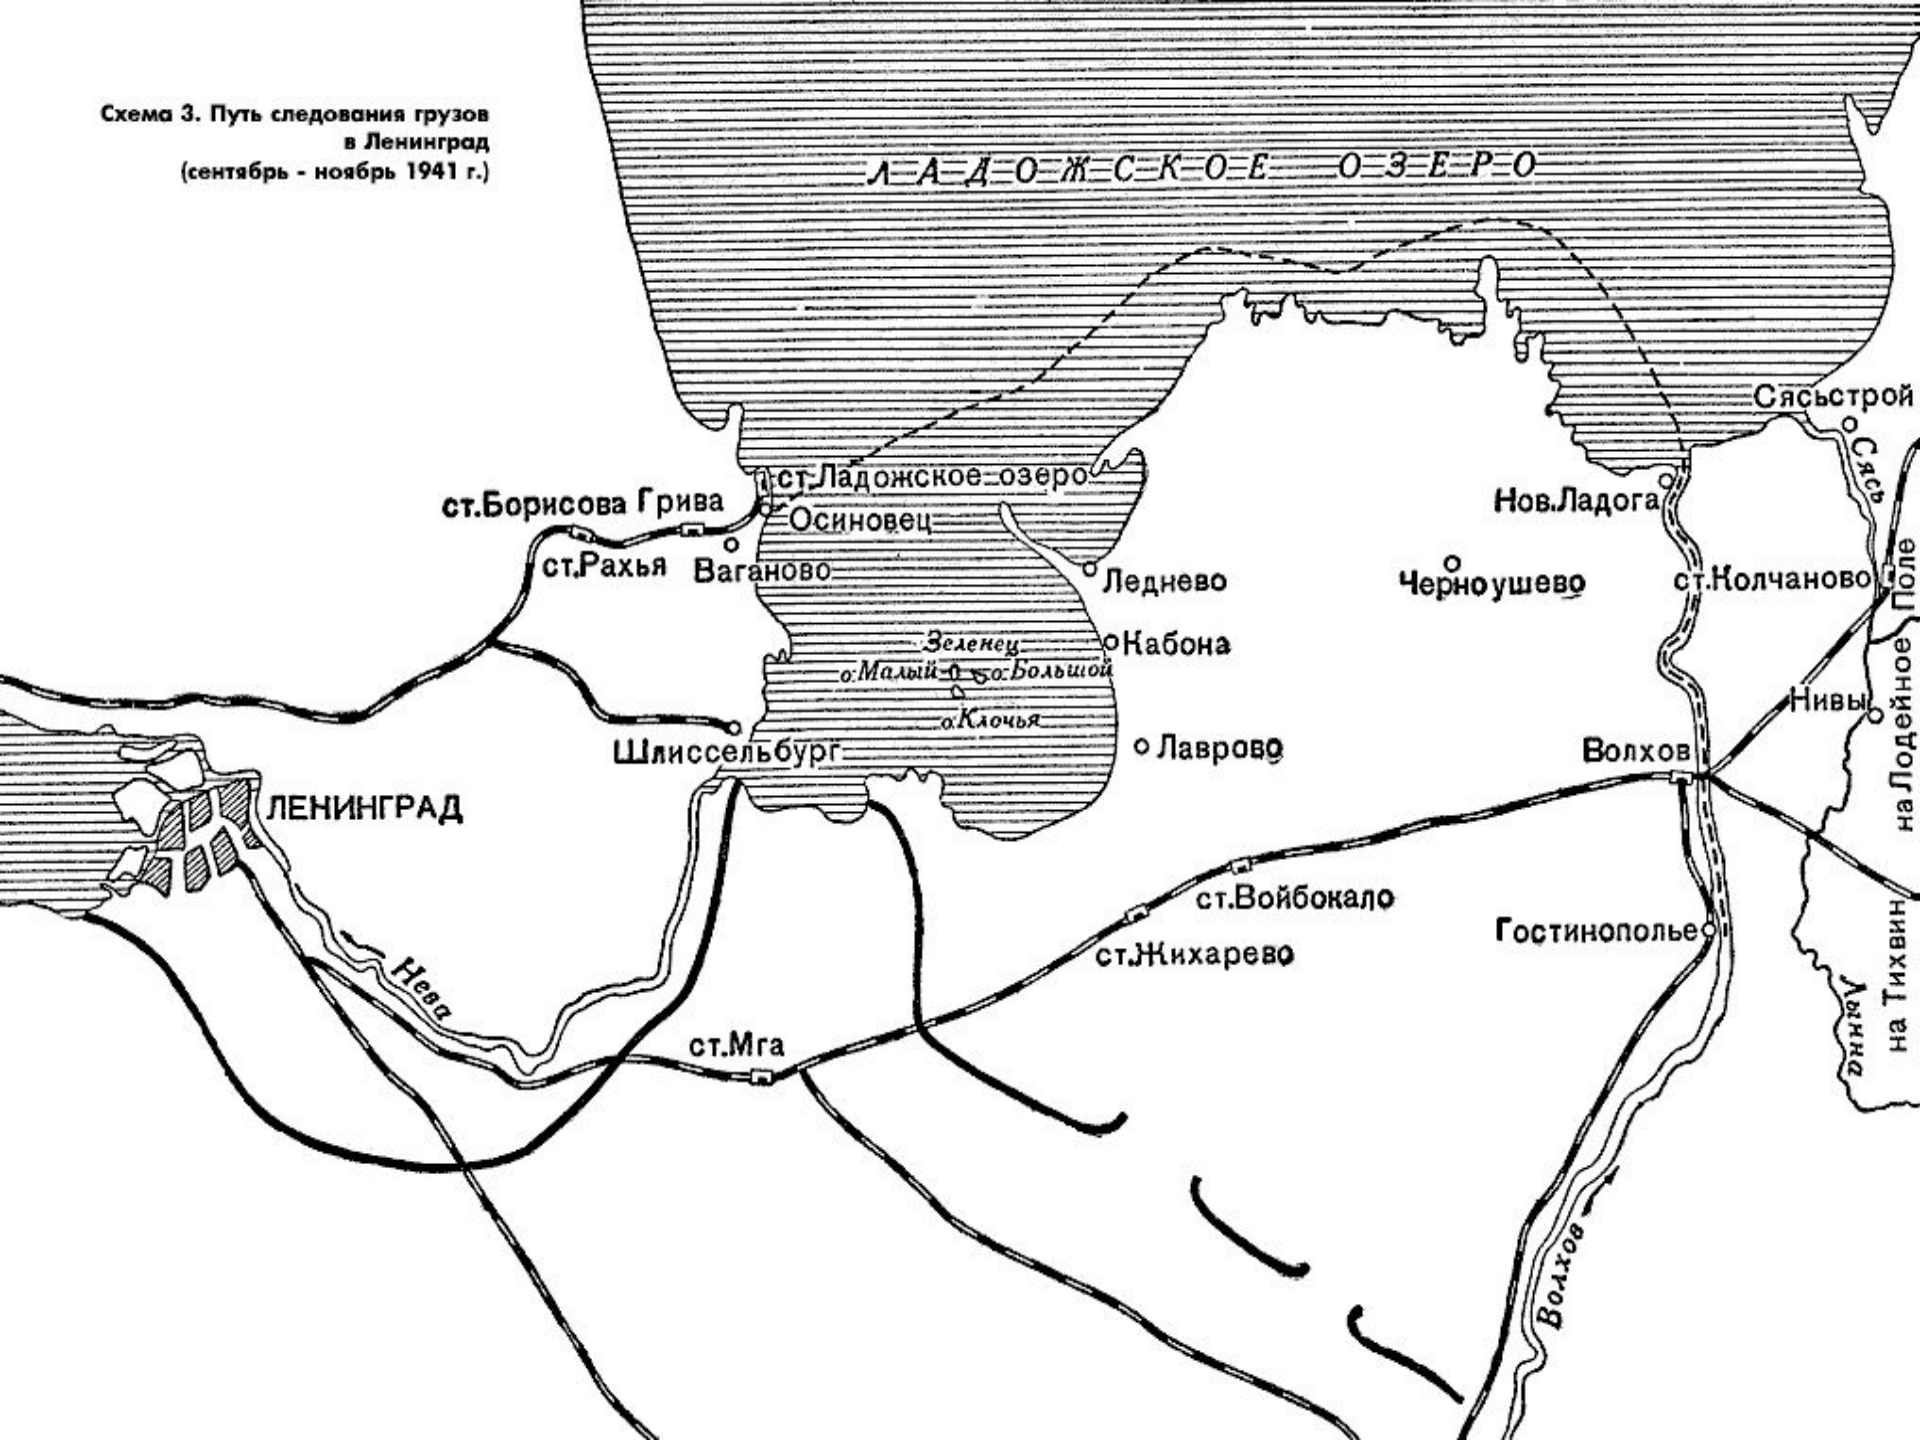 Схема 3. Путь следования грузов
в Ленинград
(сентябрь - ноябрь 1941 г.)
ЛАДОЖСКОЕ ОЗЕРО
Сясьстрой
Сясь
ст.Ладожское озеро
ст.Борисова Грива
Нов.Ладога
Осиновец
ст.Рахья
Ваганово
Леднево
Черноушево
ст.Колчаново
Зеленец
Кабона
о.Малый
о.Большой
Нивы
о.Клочья
Шлиссельбург
Лаврово
Волхов
на Лодейное Поле
ЛЕНИНГРАД
ст.Войбокало
Гостинополье
ст.Жихарево
на Тихвин
Нева
Лынна
ст.Мга
Волхов